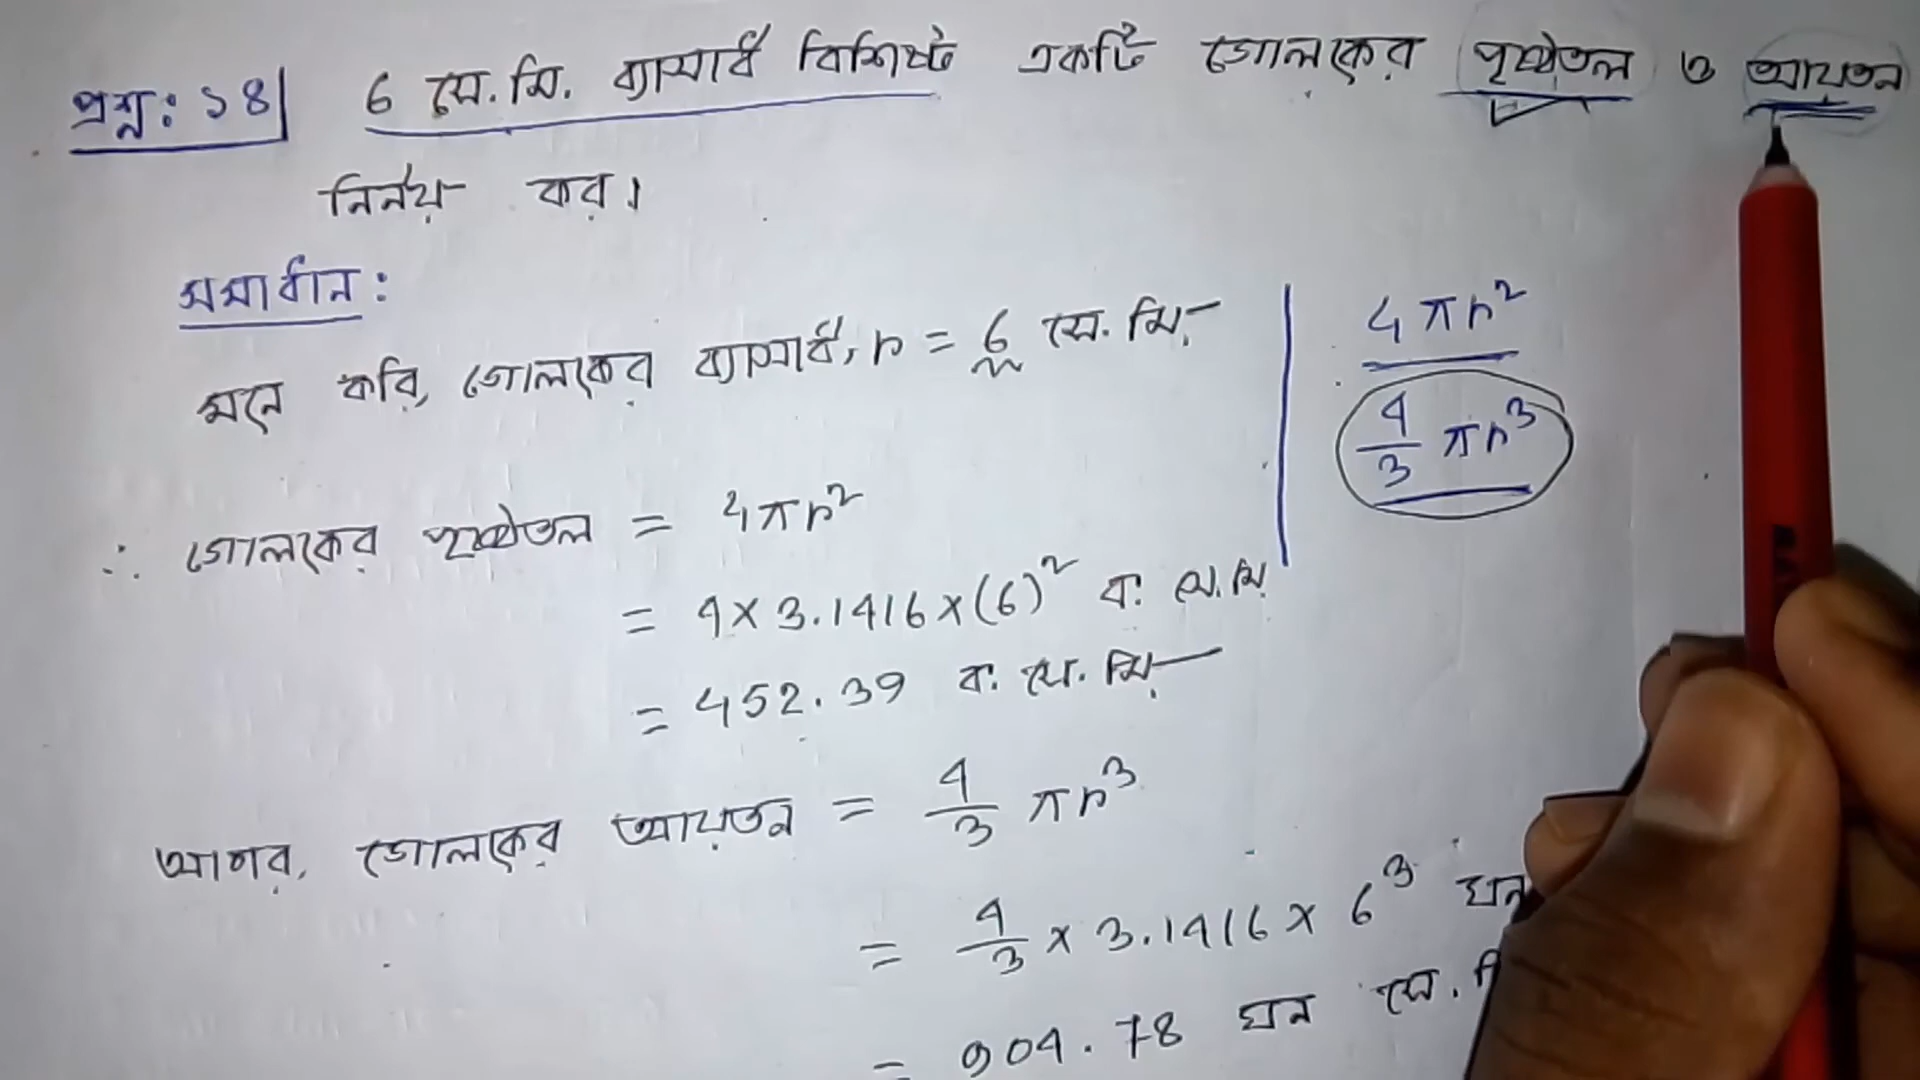 প্রশ্ন: ১৪| 6 সে.মি. ব্যাসার্ধ বিশিষ্ট একটি গোলকের পৃষ্ঠতল ও আয়তন
নির্নয় কর।
সমাধান:
মনে করি, গোলকের ব্যাসার্ধ, r = 6 সে. মি.
∴ গোলকের পৃষ্ঠতল = 4πr²
= 4 × 3.1416 × (6)² ব. সে.মি.
= 452.39 ব. সে. মি.
আবার, গোলকের আয়তন = 4/3 πr³
= 4/3 × 3.1416 × 6³ ঘন
= 904.78 ঘন সে.
4πr²
4/3 πr³